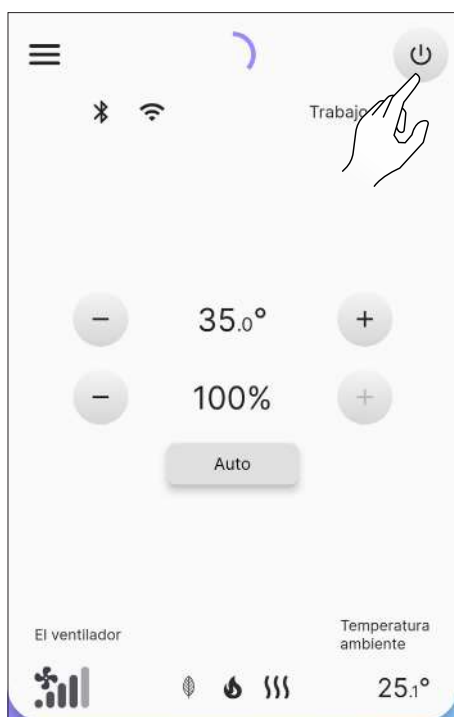 Trabajo
− 35.0° +
− 100% +
Auto
El ventilador
Temperatura
ambiente
25.1°